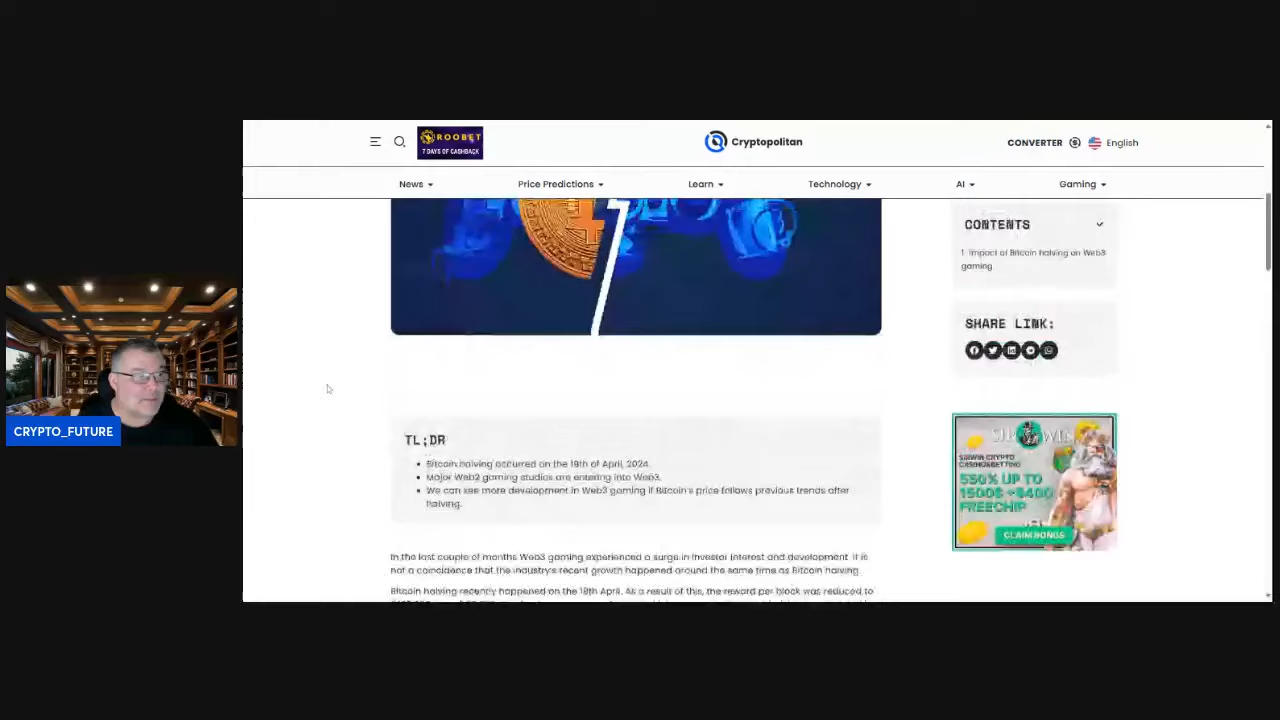 ROOBET
7 DAYS OF CASHBACK
Cryptopolitan
CONVERTER
English
News
Price Predictions
Learn
Technology
AI
Gaming
CONTENTS
1 Impact of Bitcoin halving on Web3
gaming
SHARE LINK:
TL;DR
Bitcoin halving occurred on the 19th of April, 2024.
Major Web2 gaming studios are entering into Web3.
We can see more development in Web3 gaming if Bitcoin's price follows previous trends after
halving.
550% UP TO
1500$ +$400
FREECHIP
CLAIM BONUS
CRYPTO_FUTURE
In the last couple of months Web3 gaming experienced a surge in investor interest and development. It is
not a coincidence that the industry's recent growth happened around the same time as Bitcoin halving.
Bitcoin halving recently happened on the 19th April. As a result of this, the reward per block was reduced to